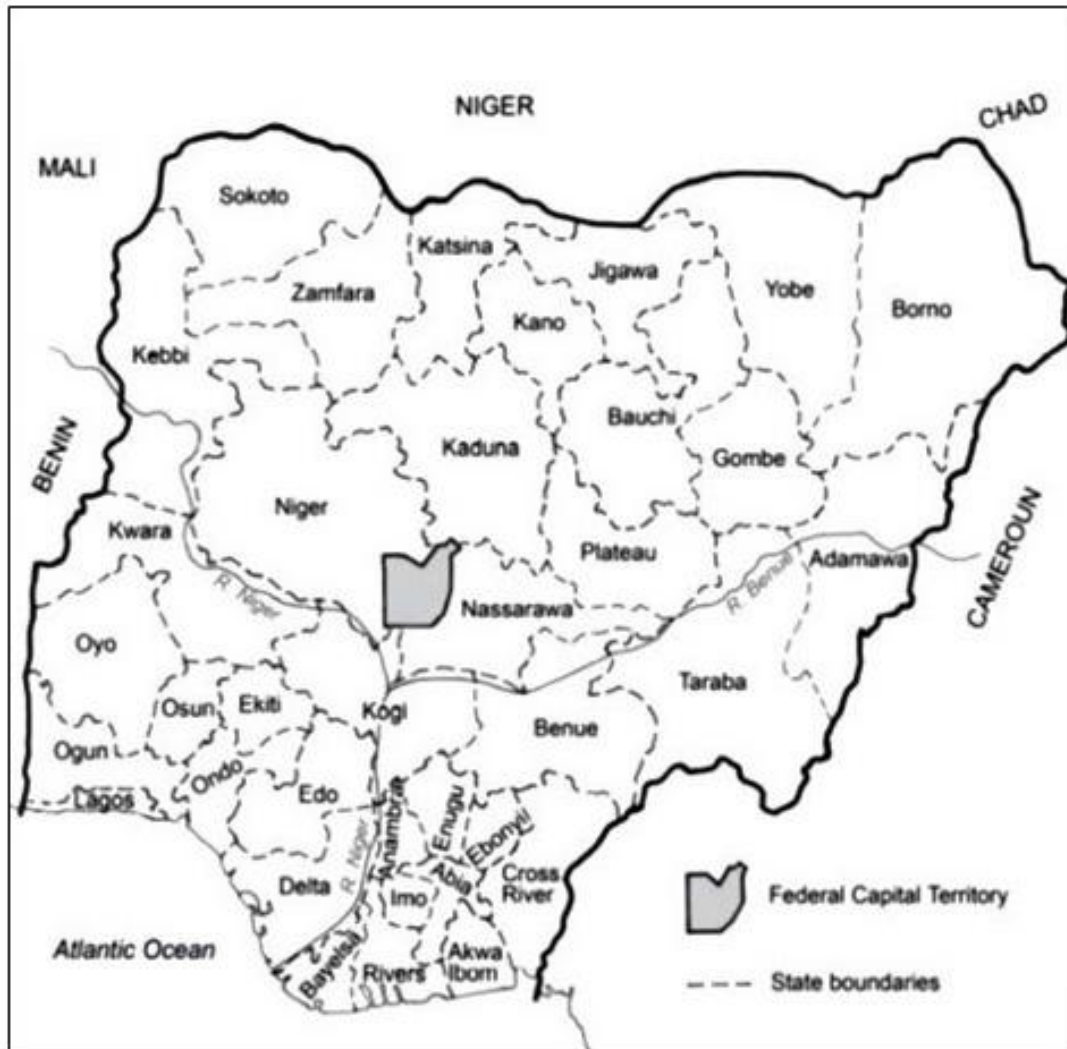 NIGER
CHAD
MALI
Sokoto
Katsina
Jigawa
Zamfara
Yobe
Borno
Kano
Kebbi
Bauchi
Kaduna
Gombe
BENIN
Niger
Kwara
Plateau
Adamawa
CAMEROUN
R. Niger
R. Benue
Nassarawa
Oyo
Taraba
Osun
Ekiti
Kogi
Benue
Ogun
Ondo
Lagos
Edo
Anambra
Enugu
Ebonyi
R. Niger
Delta
Abia
Imo
Cross
River
Federal Capital Territory
Atlantic Ocean
Bayelsa
Rivers
Akwa
Ibom
State boundaries